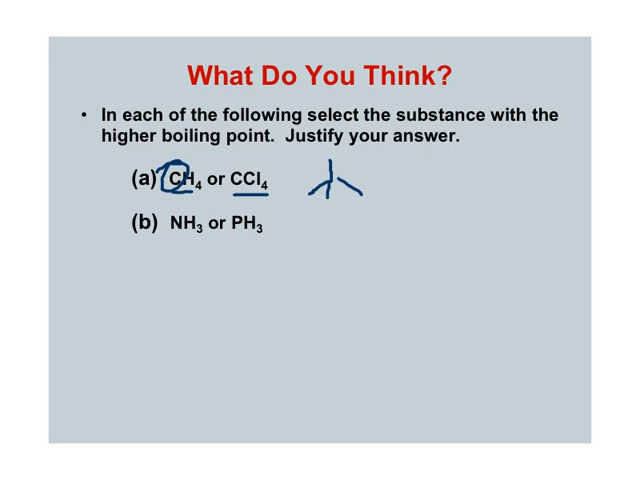 What Do You Think?
• In each of the following select the substance with the
higher boiling point. Justify your answer.
(a) CH₄ or CCl₄
(b) NH₃ or PH₃